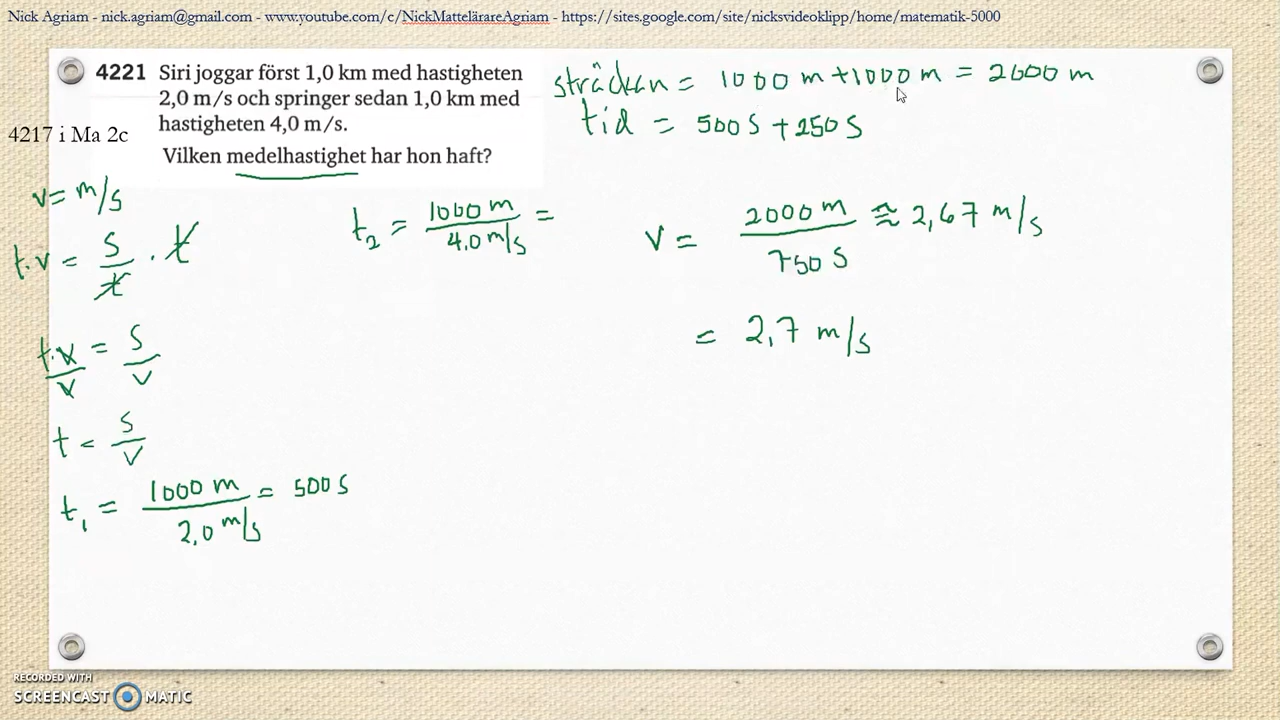 Nick Agriam - nick.agriam@gmail.com - www.youtube.com/c/NickMattelärareAgriam - https://sites.google.com/site/nicksvideoklipp/home/matematik-5000
4221 Siri joggar först 1,0 km med hastigheten
2,0 m/s och springer sedan 1,0 km med
hastigheten 4,0 m/s.
Vilken medelhastighet har hon haft?
4217 i Ma 2c
sträckan = 1000 m + 1000 m = 2000 m
tid = 500 s + 250 s
v = m/s
t·v = s/t · t
t·v/v = s/v
t = s/v
t₁ = 1000 m / 2,0 m/s = 500 s
t₂ = 1000 m / 4,0 m/s =
v = 2000 m / 750 s ≈ 2,67 m/s
= 2,7 m/s
RECORDED WITH
SCREENCAST MATIC